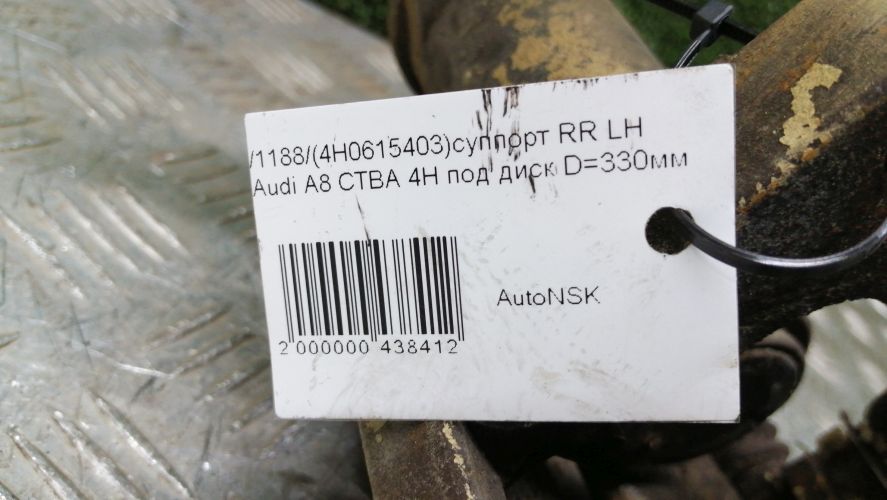 /1188/(4H0615403)суппорт RR LH
Audi A8 CTBA 4H под диск D=330мм
AutoNSK
2 000000 438412